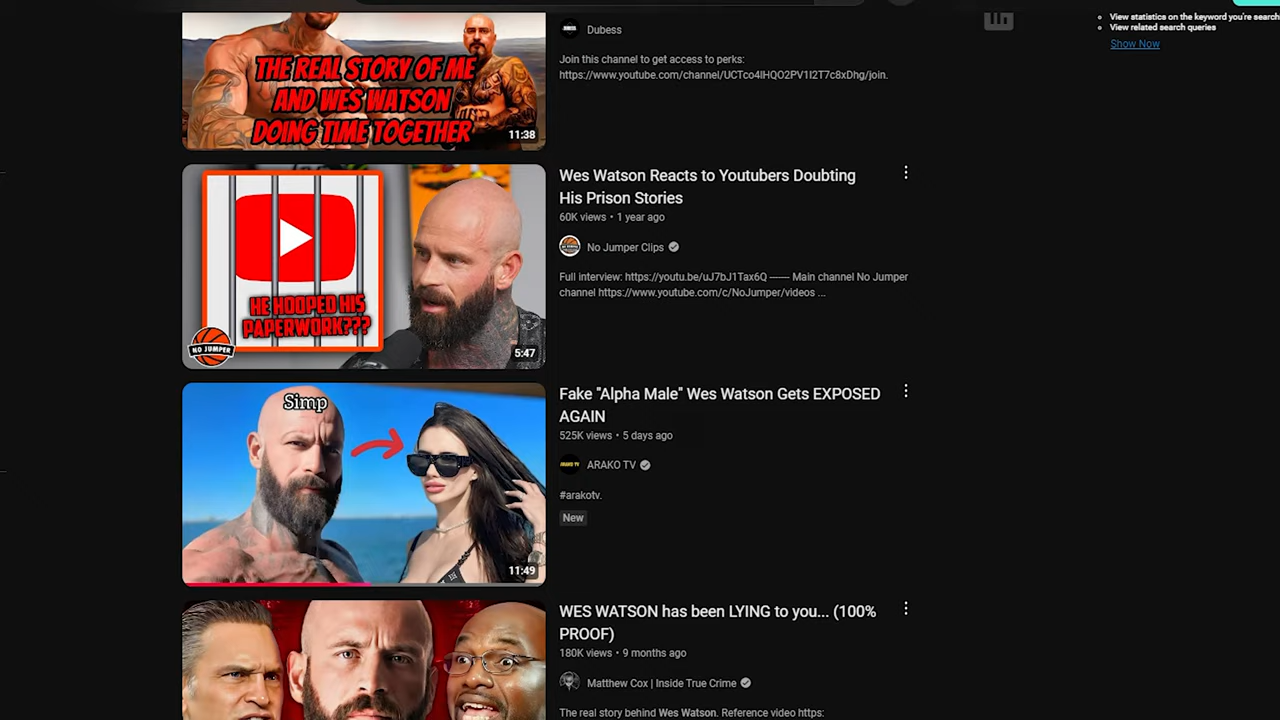 View statistics on the keyword you're search
View related search queries
Show Now
THE REAL STORY OF ME
AND WES WATSON
DOING TIME TOGETHER
11:38
Dubess
Join this channel to get access to perks:
https://www.youtube.com/channel/UCTco4lHQO2PV1I2T7c8xDhg/join.
HE HOOPED HIS
PAPERWORK???
NO JUMPER
5:47
Wes Watson Reacts to Youtubers Doubting
His Prison Stories
60K views • 1 year ago
No Jumper Clips
Full interview: https://youtu.be/uJ7bJ1Tax6Q ------ Main channel No Jumper
channel https://www.youtube.com/c/NoJumper/videos ...
Simp
11:49
Fake "Alpha Male" Wes Watson Gets EXPOSED
AGAIN
525K views • 5 days ago
ARAKO TV
ARAKO TV
#arakotv.
New
WES WATSON has been LYING to you... (100%
PROOF)
180K views • 9 months ago
Matthew Cox | Inside True Crime
The real story behind Wes Watson. Reference video https: